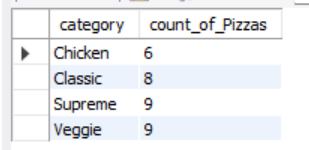 category count_of_Pizzas
Chicken 6
Classic 8
Supreme 9
Veggie 9